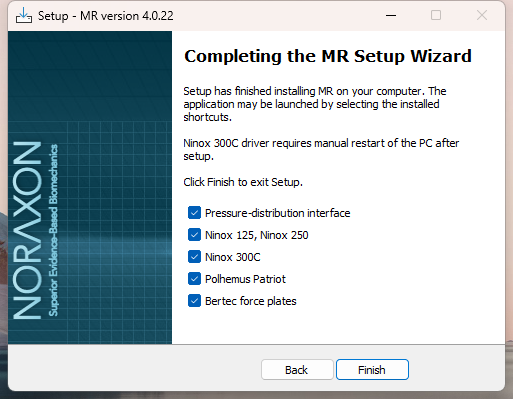 Setup - MR version 4.0.22
NORAXON
Superior Evidence-Based Biomechanics
Completing the MR Setup Wizard
Setup has finished installing MR on your computer. The
application may be launched by selecting the installed
shortcuts.
Ninox 300C driver requires manual restart of the PC after
setup.
Click Finish to exit Setup.
Pressure-distribution interface
Ninox 125, Ninox 250
Ninox 300C
Polhemus Patriot
Bertec force plates
Back
Finish